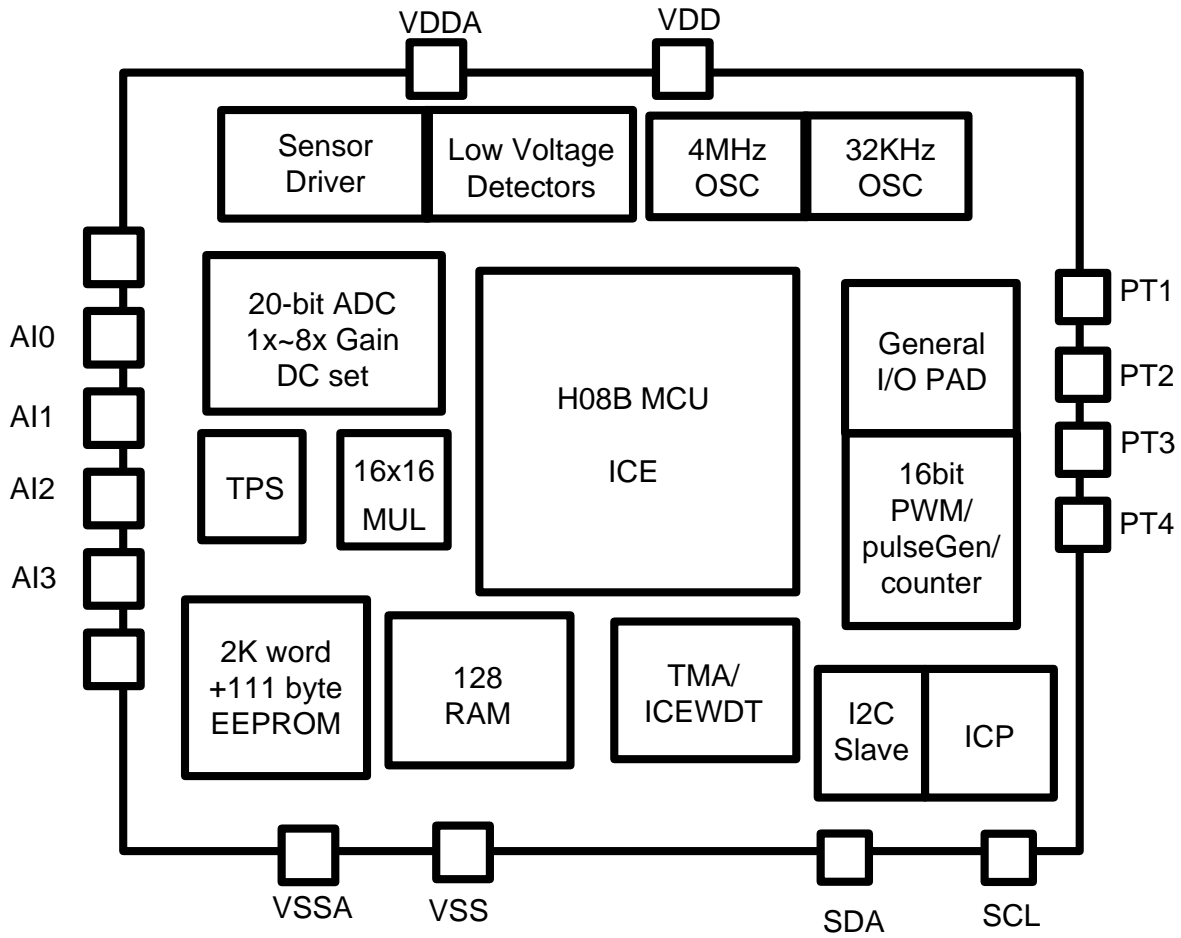 VDDA
VDD
Sensor
Driver
Low Voltage
Detectors
4MHz
OSC
32KHz
OSC
20-bit ADC
1x~8x Gain
DC set
H08B MCU
ICE
General
I/O PAD
PT1
PT2
PT3
PT4
AI0
AI1
AI2
AI3
TPS
16x16
MUL
16bit
PWM/
pulseGen/
counter
2K word
+111 byte
EEPROM
128
RAM
TMA/
ICEWDT
I2C
Slave
ICP
VSSA
VSS
SDA
SCL